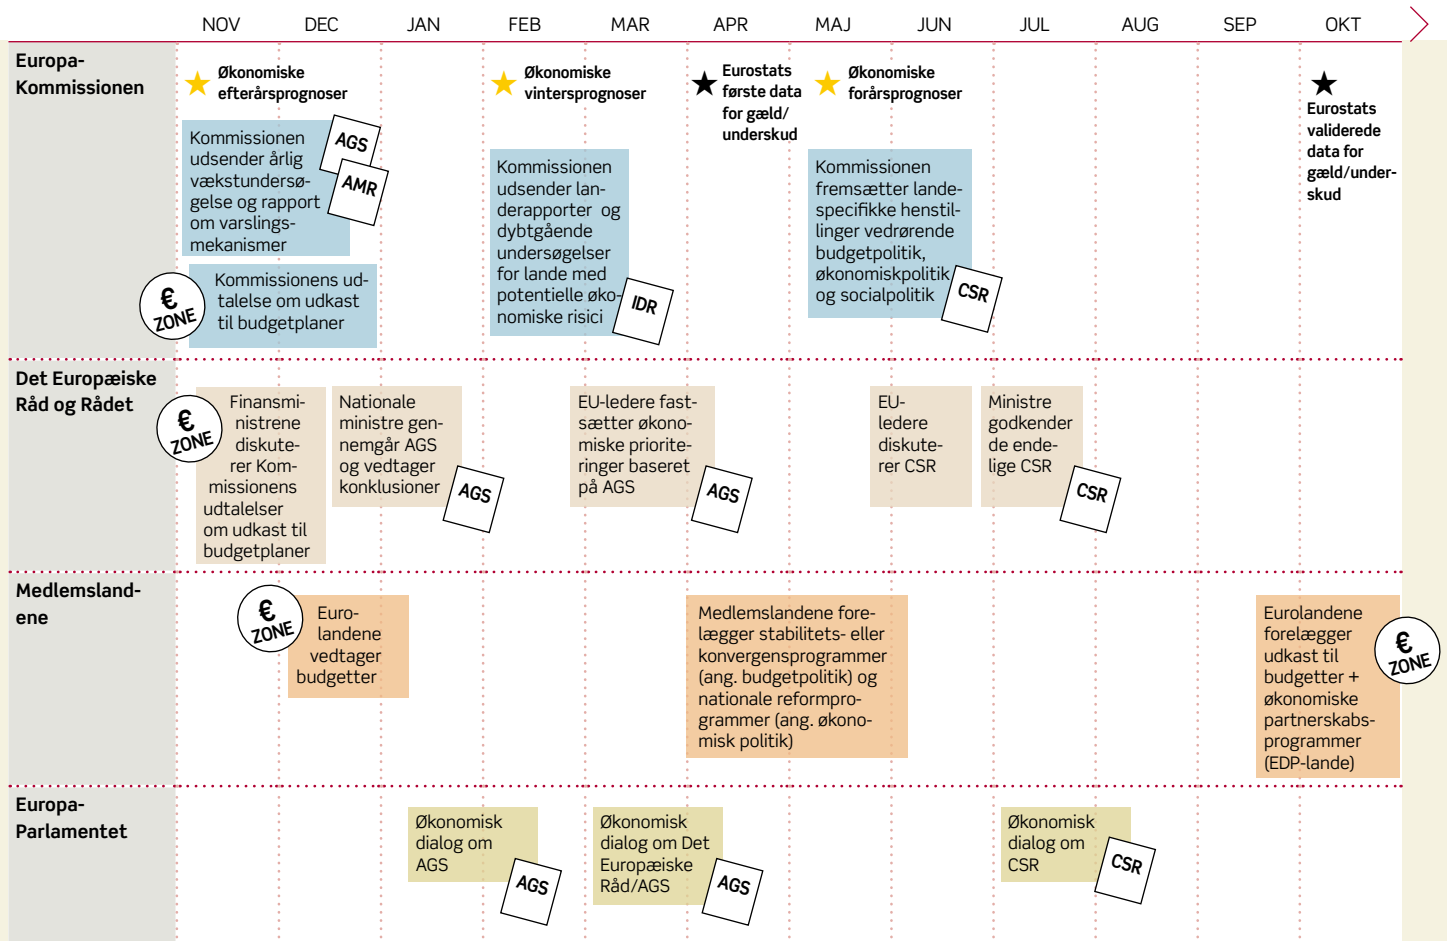 NOV DEC JAN FEB MAR APR MAJ JUN JUL AUG SEP OKT
Europa-
Kommissionen
Økonomiske
efterårsprognoser
Økonomiske
vintersprognoser
Eurostats
første data
for gæld/
underskud
Økonomiske
forårsprognoser
Eurostats
validerede
data for
gæld/under-
skud
Kommissionen
udsender årlig
vækstundersø-
gelse og rapport
om varslings-
mekanismer
AGS
AMR
Kommissionen
udsender lan-
derapporter og
dybtgående
undersøgelser
for lande med
potentielle øko-
nomiske risici
IDR
Kommissionen
fremsætter lande-
specifikke henstil-
linger vedrørende
budgetpolitik,
økonomiskpolitik
og socialpolitik
CSR
€
ZONE
Kommissionens ud-
talelse om udkast
til budgetplaner
Det Europæiske
Råd og Rådet
€
ZONE
Finansmi-
nistrene
diskute-
rer Kom-
missionens
udtalelser
om udkast til
budgetplaner
Nationale
ministre gen-
nemgår AGS
og vedtager
konklusioner
AGS
EU-ledere fast-
sætter økono-
miske priorite-
ringer baseret
på AGS
AGS
EU-
ledere
diskute-
rer CSR
Ministre
godkender
de ende-
lige CSR
CSR
Medlemsland-
ene
€
ZONE
Euro-
landene
vedtager
budgetter
Medlemslandene fore-
lægger stabilitets- eller
konvergensprogrammer
(ang. budgetpolitik) og
nationale reformpro-
grammer (ang. økono-
misk politik)
Eurolandene
forelægger
udkast til
budgetter +
økonomiske
partnerskabs-
programmer
(EDP-lande)
€
ZONE
Europa-
Parlamentet
Økonomisk
dialog om
AGS
AGS
Økonomisk
dialog om Det
Europæiske
Råd/AGS
AGS
Økonomisk
dialog om
CSR
CSR